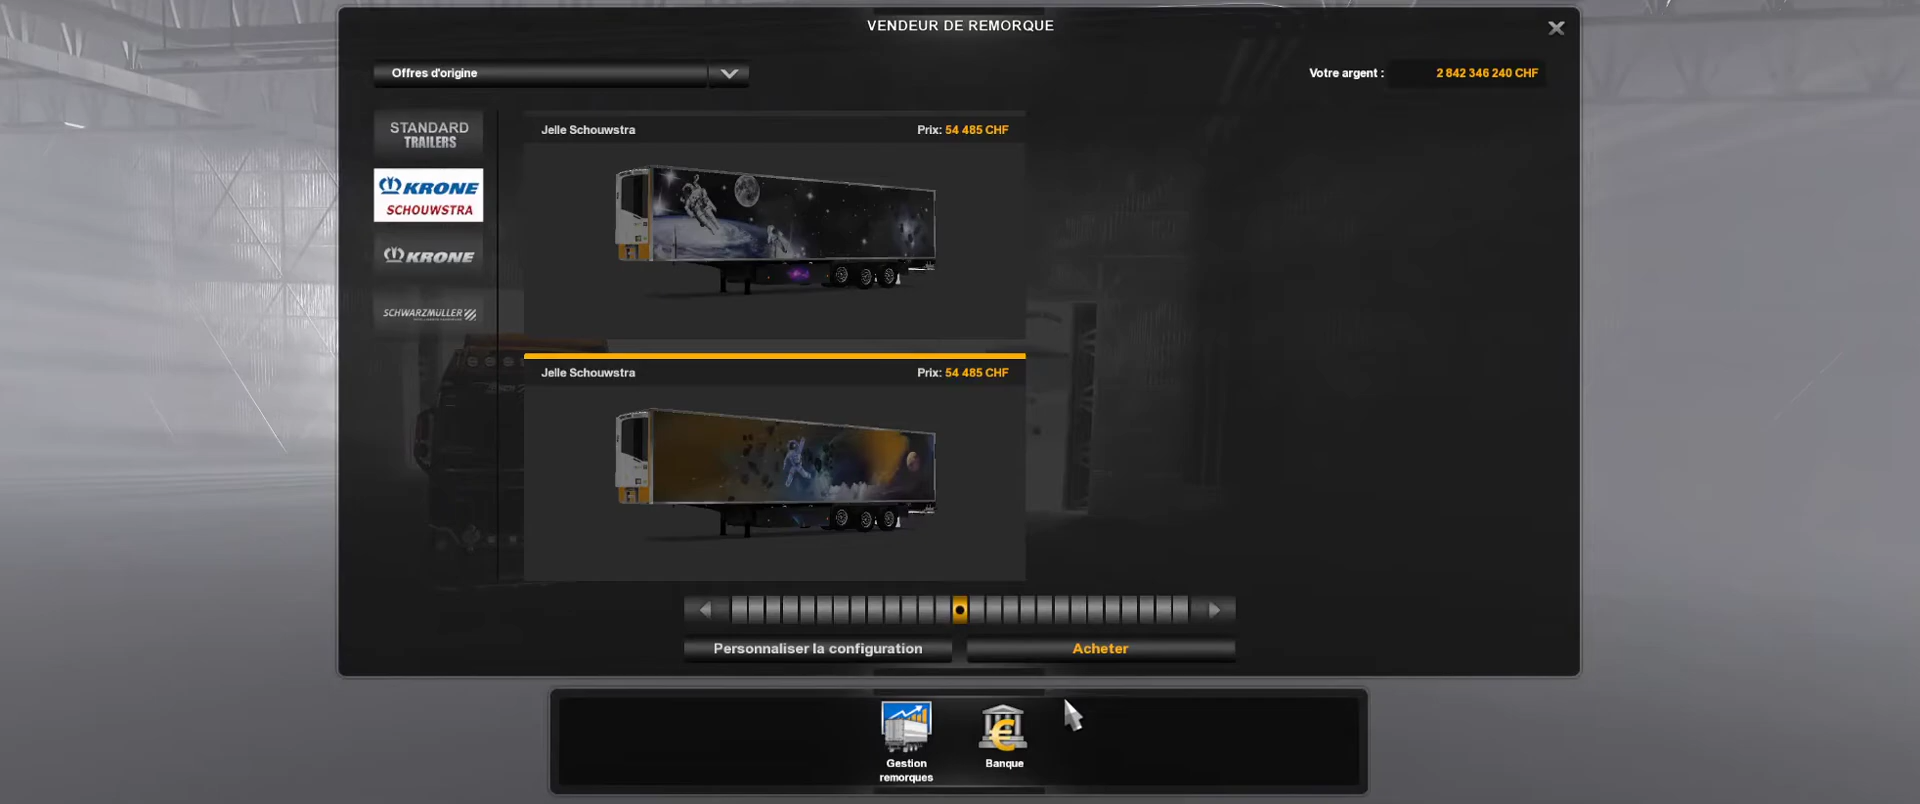 VENDEUR DE REMORQUE
Offres d'origine
Votre argent :
2 842 346 240 CHF
STANDARD
TRAILERS
KRONE
SCHOUWSTRA
KRONE
SCHWARZMÜLLER
Jelle Schouwstra
Prix: 54 485 CHF
Jelle Schouwstra
Prix: 54 485 CHF
Personnaliser la configuration
Acheter
Gestion
remorques
Banque